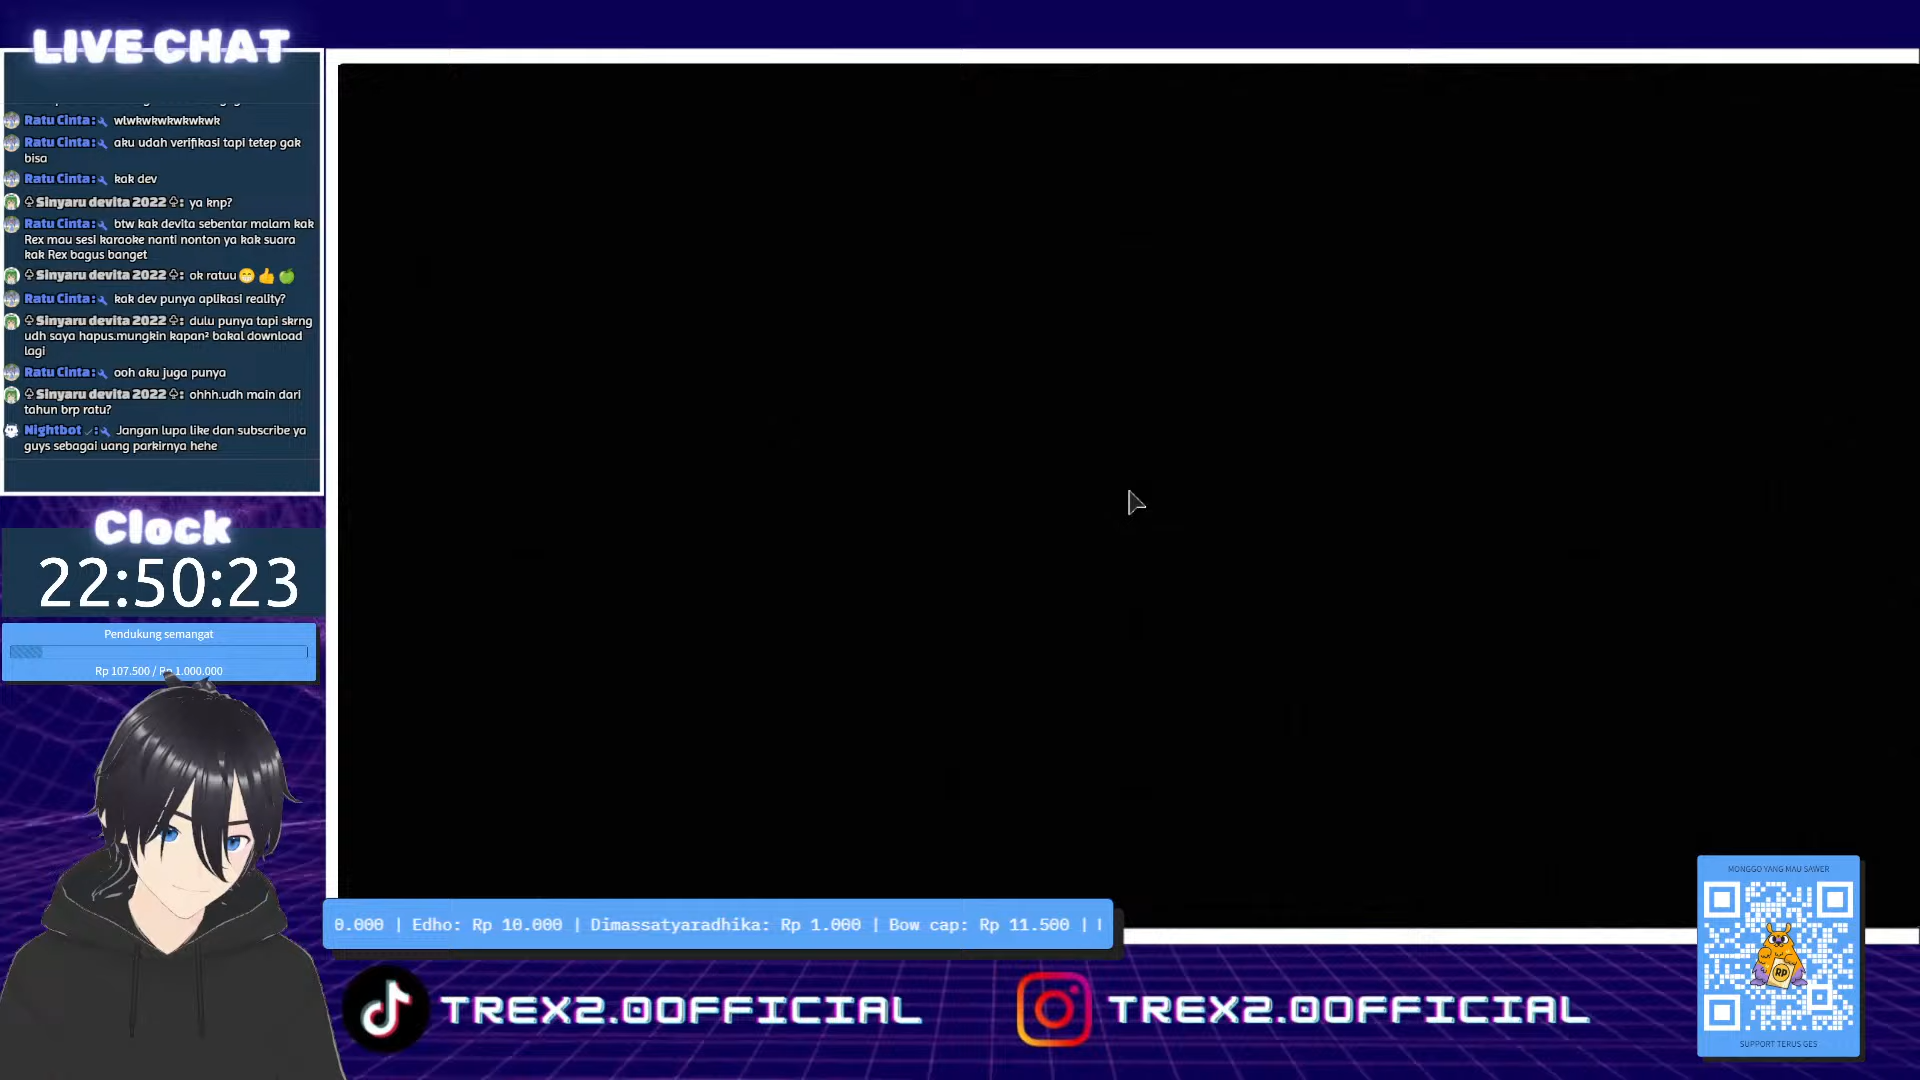 LIVE CHAT
Ratu Cinta: wlwkwkwkwkwkwk
Ratu Cinta: aku udah verifikasi tapi tetep gak
bisa
Ratu Cinta: kak dev
♧Sinyaru devita 2022♧: ya knp?
Ratu Cinta: btw kak devita sebentar malam kak
Rex mau sesi karaoke nanti nonton ya kak suara
kak Rex bagus banget
♧Sinyaru devita 2022♧: ok ratuu😁👍🍏
Ratu Cinta: kak dev punya aplikasi reality?
♧Sinyaru devita 2022♧: dulu punya tapi skrng
udh saya hapus.mungkin kapan² bakal download
lagi
Ratu Cinta: ooh aku juga punya
♧Sinyaru devita 2022♧: ohhh.udh main dari
tahun brp ratu?
Nightbot ✓: Jangan lupa like dan subscribe ya
guys sebagai uang parkirnya hehe
Clock
22:50:23
Pendukung semangat
Rp 107.500 / Rp 1.000.000
0.000 | Edho: Rp 10.000 | Dimassatyaradhika: Rp 1.000 | Bow cap: Rp 11.500 |
TREX2.0OFFICIAL
TREX2.0OFFICIAL
MONGGO YANG MAU SAWER
RP
SUPPORT TERUS GES